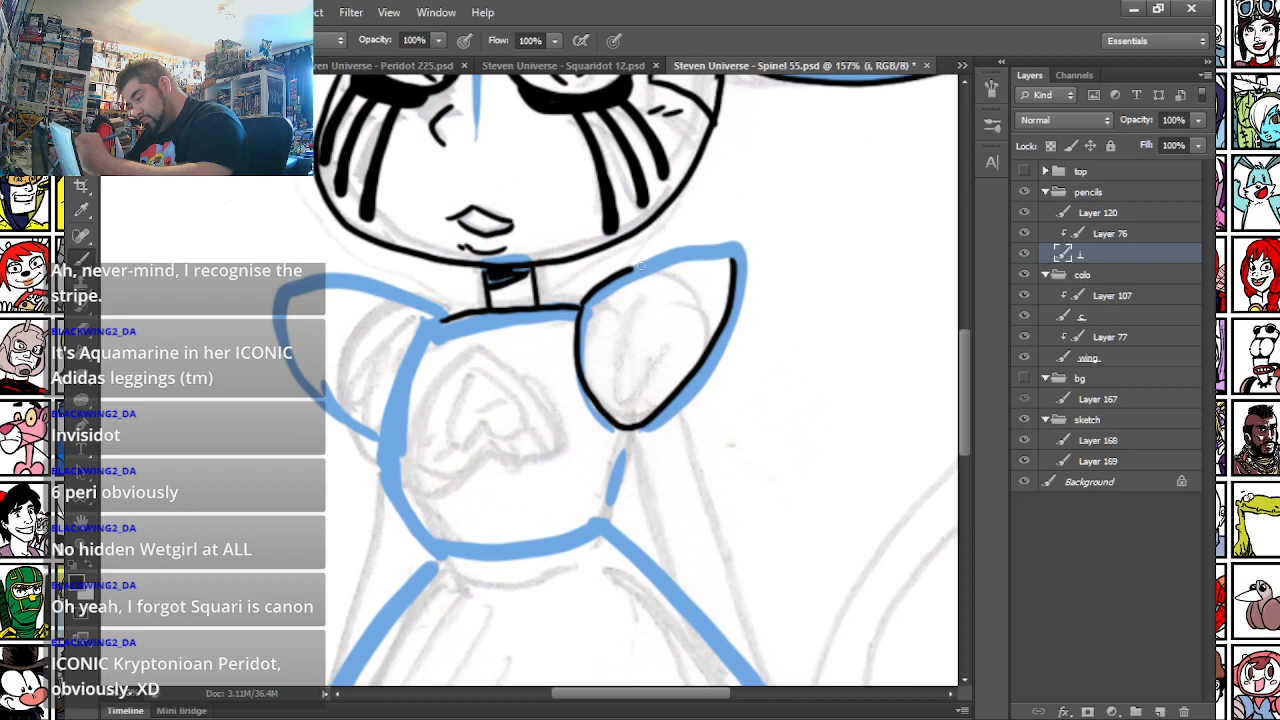 Filter View Window Help
Opacity: 100% Flow: 100% Essentials
Steven Universe - Peridot 225.psd × Steven Universe - Squaridot 12.psd × Steven Universe - Spinel 55.psd @ 157% (i, RGB/8) * ×
Layers Channels
Kind
Normal Opacity: 100%
Lock: Fill: 100%
top
pencils
Layer 120
Layer 76
i
colo
Layer 107
c
Layer 77
wing
bg
Layer 167
sketch
Layer 168
Layer 169
Background
Ah, never-mind, I recognise the
stripe.
BLACKWING2_DA
It's Aquamarine in her ICONIC
Adidas leggings (tm)
BLACKWING2_DA
Invisidot
BLACKWING2_DA
6 peri obviously
BLACKWING2_DA
No hidden Wetgirl at ALL
BLACKWING2_DA
Oh yeah, I forgot Squari is canon
BLACKWING2_DA
ICONIC Kryptonioan Peridot,
obviously. XD
Doc: 3.11M/36.4M
Timeline Mini Bridge